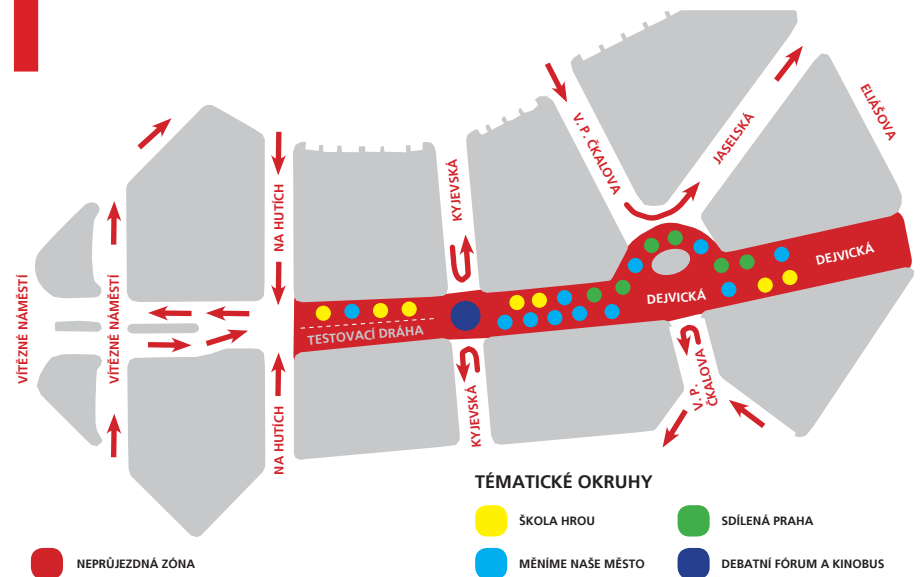 V. P. ČKALOVA
JASELSKÁ
ELIÁŠOVA
KYJEVSKÁ
NA HUTÍCH
VÍTĚZNÉ NÁMĚSTÍ
VÍTĚZNÉ NÁMĚSTÍ
DEJVICKÁ
DEJVICKÁ
TESTOVACÍ DRÁHA
NA HUTÍCH
KYJEVSKÁ
V. P.
ČKALOVA
TÉMATICKÉ OKRUHY
ŠKOLA HROU
SDÍLENÁ PRAHA
NEPRŮJEZDNÁ ZÓNA
MĚNÍME NAŠE MĚSTO
DEBATNÍ FÓRUM A KINOBUS